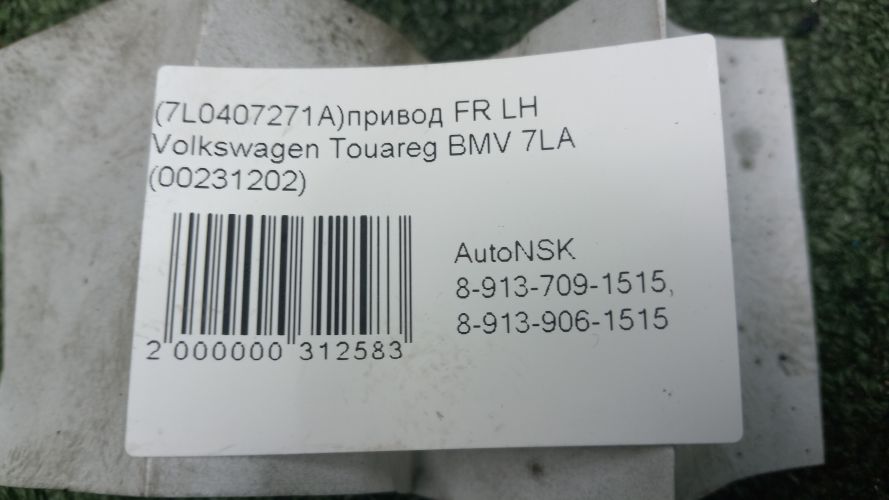 (7L0407271A)привод FR LH
Volkswagen Touareg BMV 7LA
(00231202)
AutoNSK
8-913-709-1515,
8-913-906-1515
2 000000 312583